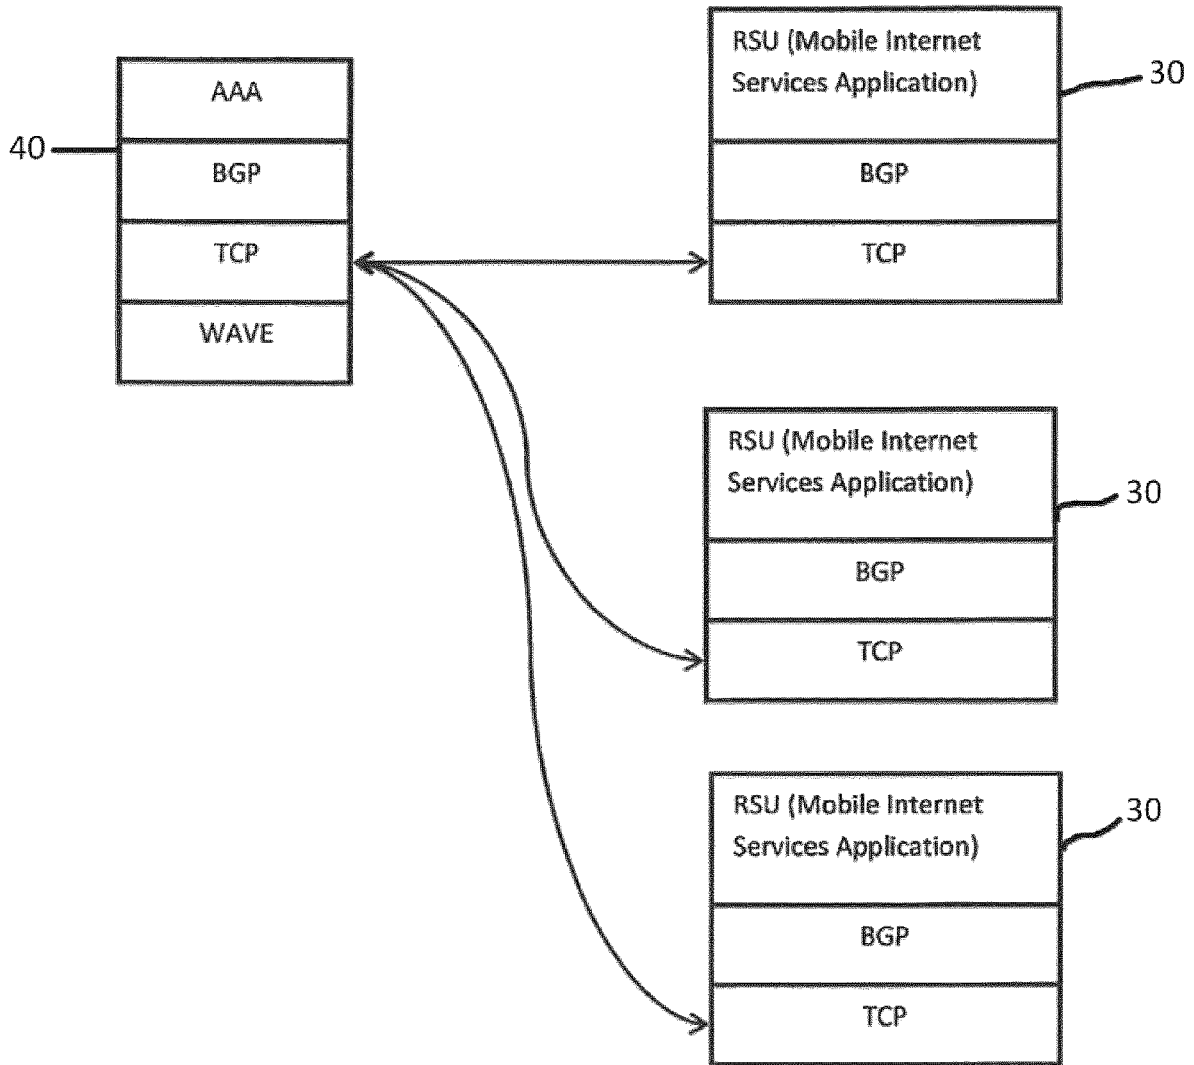 AAA
40
BGP
TCP
WAVE
RSU (Mobile Internet
Services Application)
30
BGP
TCP
RSU (Mobile Internet
Services Application)
30
BGP
TCP
RSU (Mobile Internet
Services Application)
30
BGP
TCP